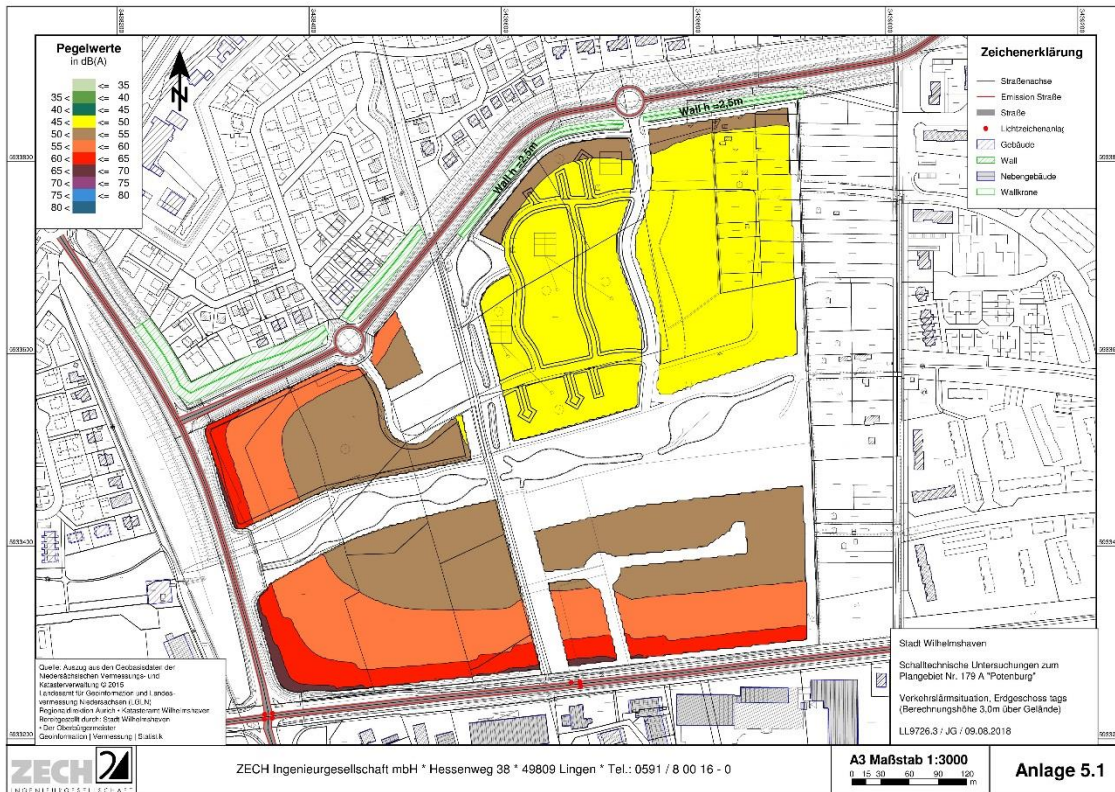 Pegelwerte
in dB(A)
<= 35
35 < <= 40
40 < <= 45
45 < <= 50
50 < <= 55
55 < <= 60
60 < <= 65
65 < <= 70
70 < <= 75
75 < <= 80
80 <
N
Wall h =2,5m
Wall h =2,5m
Zeichenerklärung
Straßenachse
Emission Straße
Straße
Lichtzeichenanlag
Gebäude
Wall
Nebengebäude
Wallkrone
Quelle: Auszug aus den Geobasisdaten der
Niedersächsischen Vermessungs- und
Katasterverwaltung © 2015
Landesamt für Geoinformation und Landes-
vermessung Niedersachsen (LGLN)
Regionaldirektion Aurich • Katasteramt Wilhelmshaven
Bereitgestellt durch: Stadt Wilhelmshaven
• Der Oberbürgermeister
Geoinformation | Vermessung | Statistik
Stadt Wilhelmshaven
Schalltechnische Untersuchungen zum
Plangebiet Nr. 179 A "Potenburg"
Verkehrslärmsituation, Erdgeschoss tags
(Berechnungshöhe 3.0m über Gelände)
LL9726.3 / JG / 09.08.2018
ZECH
INGENIEURGESELLSCHAFT
ZECH Ingenieurgesellschaft mbH * Hessenweg 38 * 49809 Lingen * Tel.: 0591 / 8 00 16 - 0
A3 Maßstab 1:3000
0 15 30 60 90 120
m
Anlage 5.1